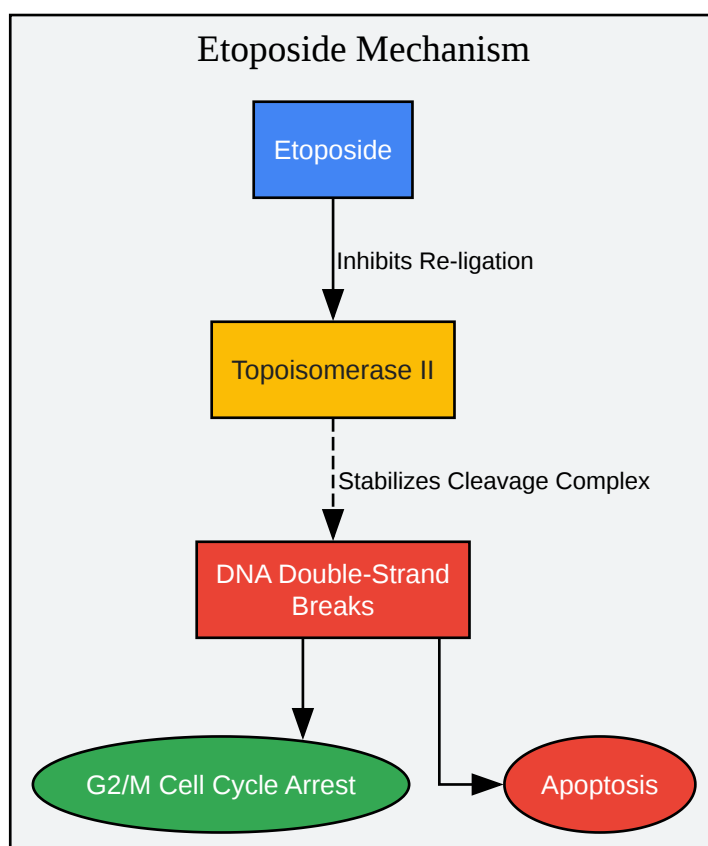 Etoposide Mechanism
Etoposide
Inhibits Re-ligation
Topoisomerase II
Stabilizes Cleavage Complex
DNA Double-Strand
Breaks
G2/M Cell Cycle Arrest
Apoptosis